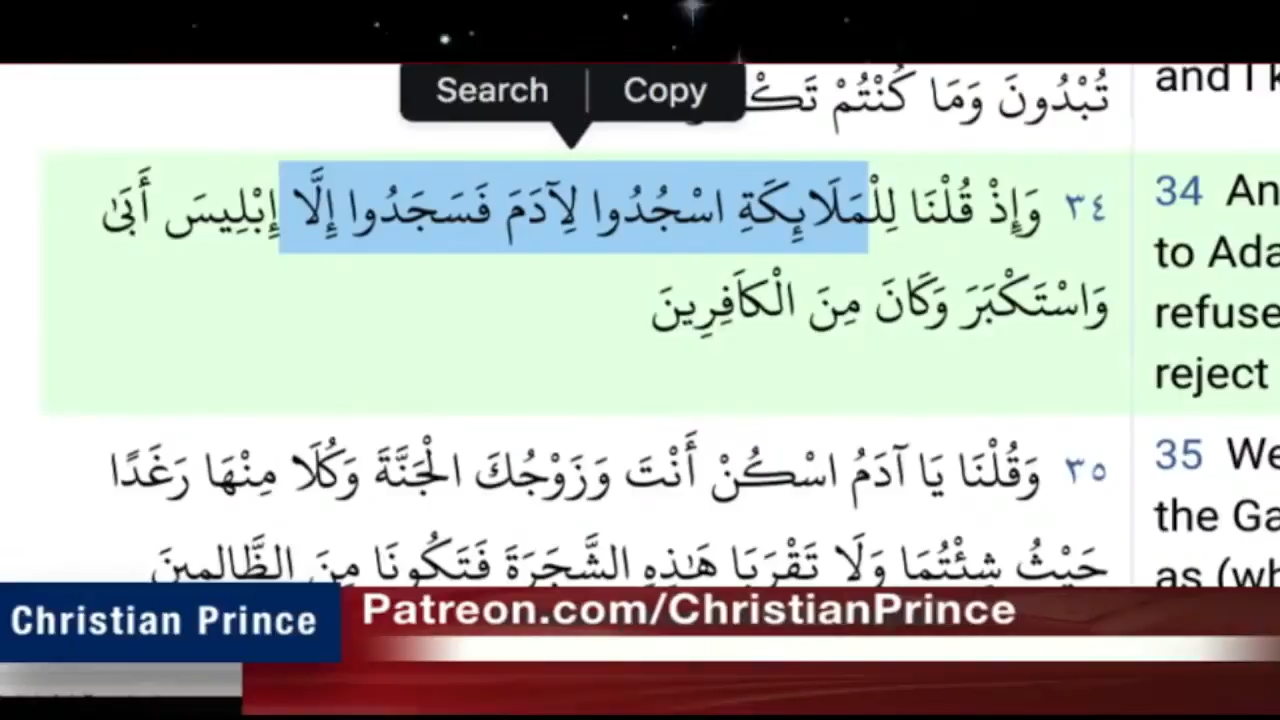 Search | Copy
تُبْدُونَ وَمَا كُنْتُمْ
and I
٣٤ وَإِذْ قُلْنَا لِلْمَلَائِكَةِ اسْجُدُوا لِآدَمَ فَسَجَدُوا إِلَّا إِبْلِيسَ أَبَىٰ
وَاسْتَكْبَرَ وَكَانَ مِنَ الْكَافِرِينَ
34 An
to Ada
refuse
reject
٣٥ وَقُلْنَا يَا آدَمُ اسْكُنْ أَنْتَ وَزَوْجُكَ الْجَنَّةَ وَكُلَا مِنْهَا رَغَدًا
حَيْثُ شِئْتُمَا وَلَا تَقْرَبَا هَٰذِهِ الشَّجَرَةَ فَتَكُونَا مِنَ الظَّالِمِينَ
35 We
the Ga
as (wh
Christian Prince
Patreon.com/ChristianPrince